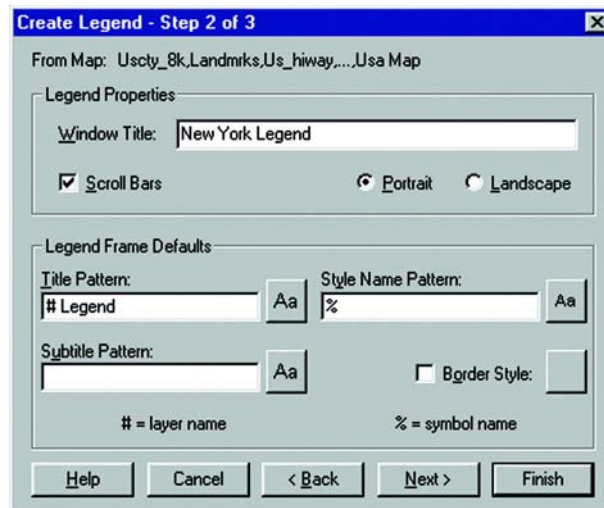 Create Legend - Step 2 of 3
From Map: Uscty_8k,Landmrks,Us_hiway,...,Usa Map
Legend Properties
Window Title: New York Legend
Scroll Bars Portrait Landscape
Legend Frame Defaults
Title Pattern: Style Name Pattern:
# Legend Aa % Aa
Subtitle Pattern:
Aa Border Style:
# = layer name % = symbol name
Help Cancel < Back Next > Finish